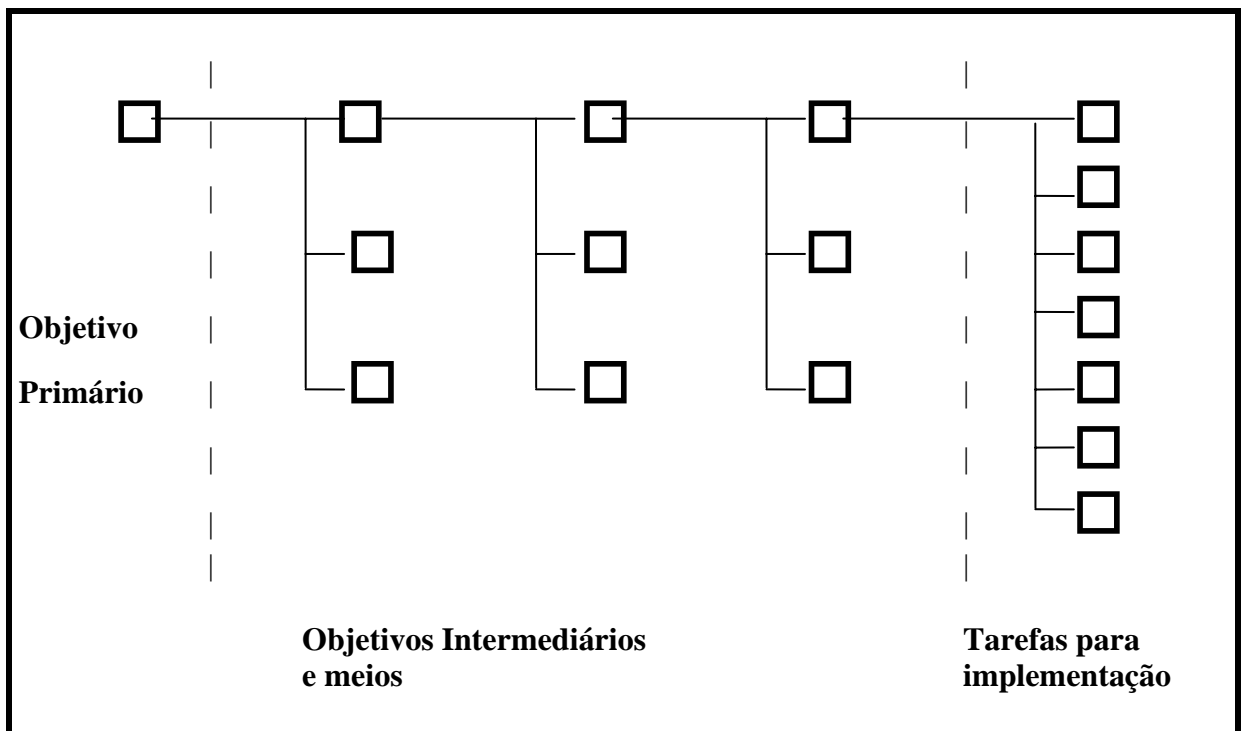 Objetivo
Primário
Objetivos Intermediários
e meios
Tarefas para
implementação